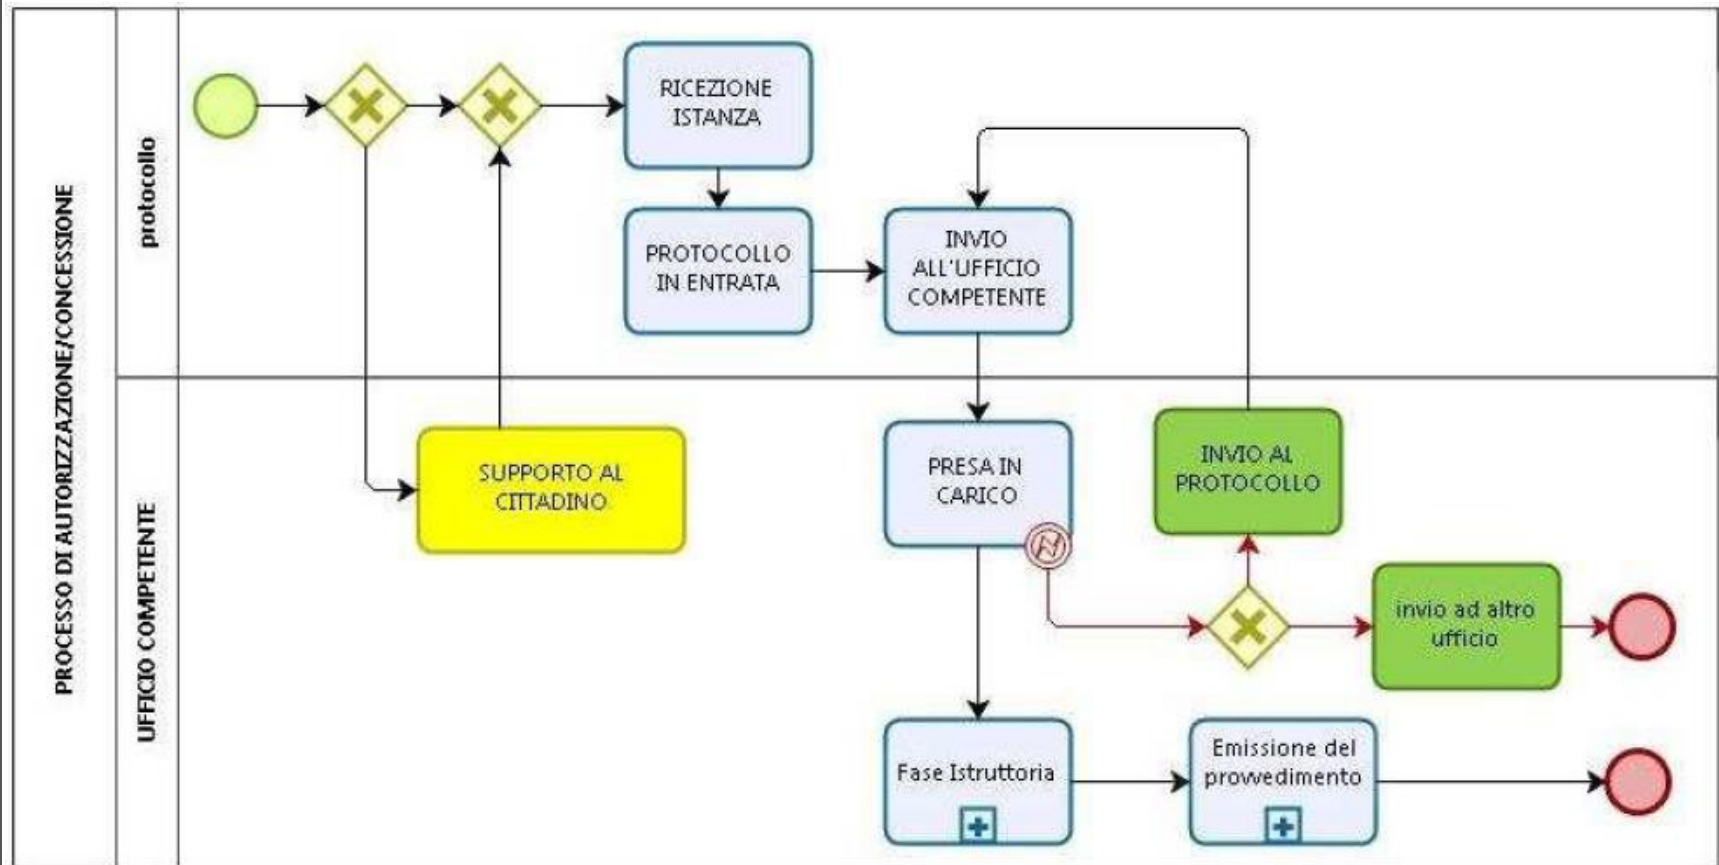 PROCESSO DI AUTORIZZAZIONE/CONCESSIONE
protocollo
RICEZIONE
ISTANZA
PROTOCOLLO
IN ENTRATA
INVIO
ALL'UFFICIO
COMPETENTE
UFFICIO COMPETENTE
SUPPORTO AL
CITTADINO
PRESA IN
CARICO
INVIO AL
PROTOCOLLO
invio ad altro
ufficio
Fase Istruttoria
Emissione del
provvedimento